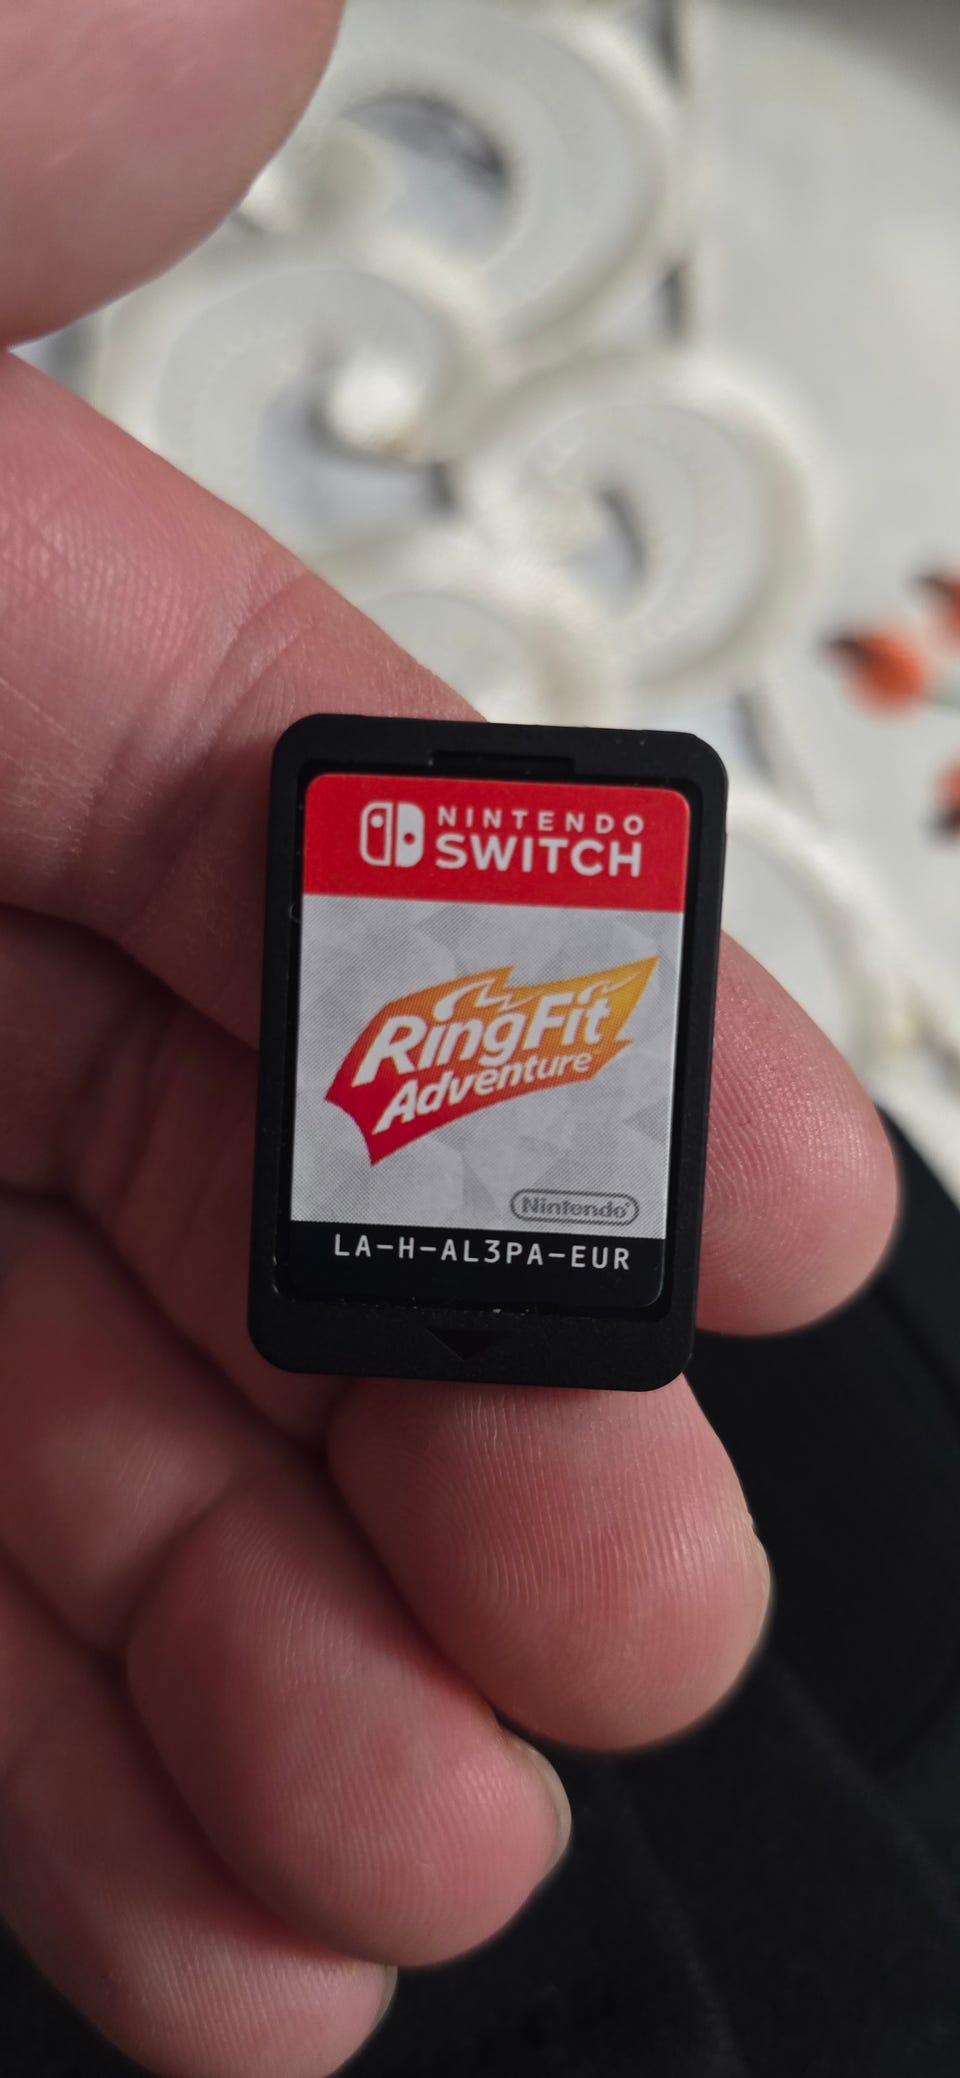 NINTENDO
SWITCH
RingFit
Adventure
Nintendo
LA-H-AL3PA-EUR